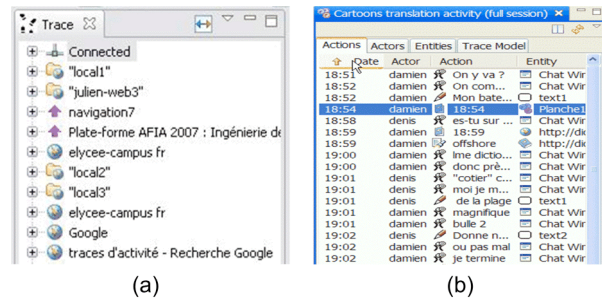 Trace
Connected
"local1"
"julien-web3"
navigation7
Plate-forme AFIA 2007 : Ingénierie de
elycee-campus fr
"local2"
"local3"
elycee-campus fr
Google
traces d'activité - Recherche Google
(a)
Cartoons translation activity (full session)
Actions Actors Entities Trace Model
Date Actor Action Entity
18:51 damien On y va ? Chat Wir
18:52 damien On com... Chat Wir
18:52 damien Mon bate... text1
18:54 damien 18:54 Planche1
18:58 denis es-tu sur ... Chat Wir
18:59 damien 18:59 http://dic
18:59 damien offshore http://dic
19:00 damien lme dictio... Chat Wir
19:00 damien donc prè... Chat Wir
19:01 denis "cotier" c... Chat Wir
19:01 denis moi je m... Chat Wir
19:01 denis de la plage text1
19:01 damien magnifique Chat Wir
19:01 damien bulle 2 Chat Wir
19:02 denis Donne n... text2
19:02 damien ou pas mal Chat Wir
19:02 damien je termine Chat Wir
(b)